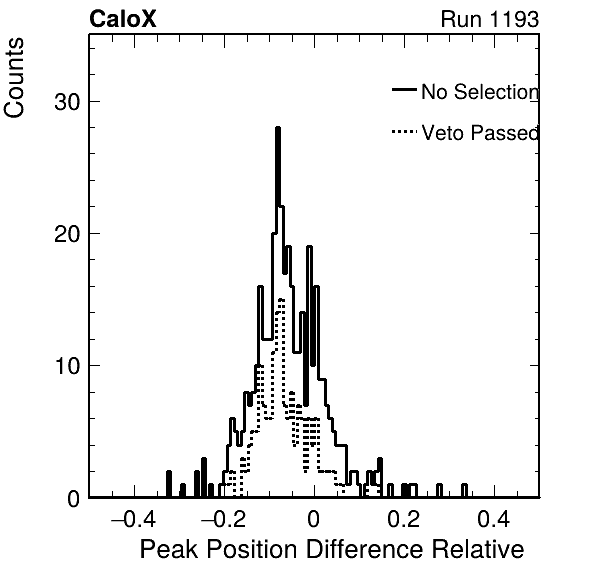 CaloX Run 1193
Counts
No Selection
Veto Passed
30
20
10
0
−0.4 −0.2 0 0.2 0.4
Peak Position Difference Relative